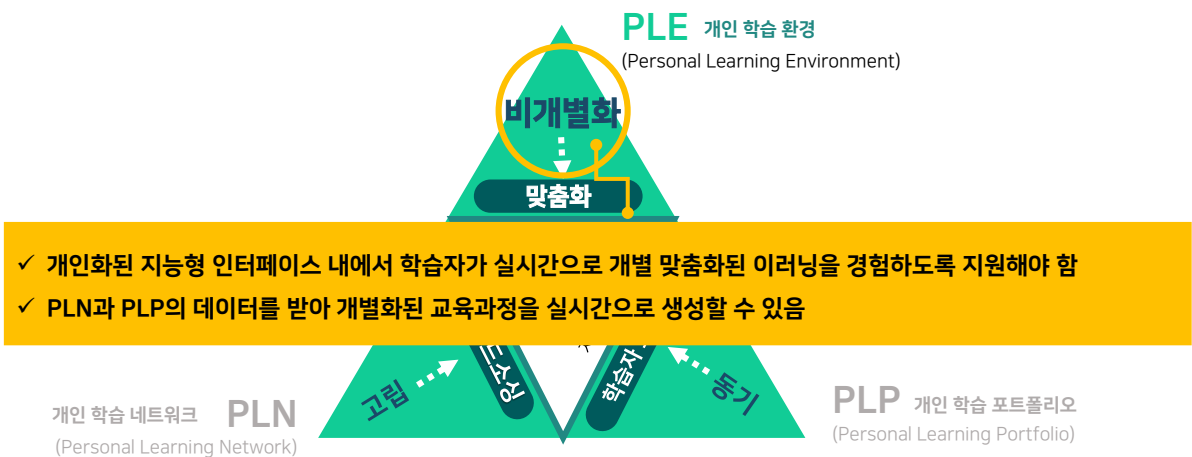 PLE 개인 학습 환경
(Personal Learning Environment)
비개별화
맞춤화
✓ 개인화된 지능형 인터페이스 내에서 학습자가 실시간으로 개별 맞춤화된 이러닝을 경험하도록 지원해야 함
✓ PLN과 PLP의 데이터를 받아 개별화된 교육과정을 실시간으로 생성할 수 있음
드소싱
학습자
고립
동기
개인 학습 네트워크 PLN
(Personal Learning Network)
PLP 개인 학습 포트폴리오
(Personal Learning Portfolio)